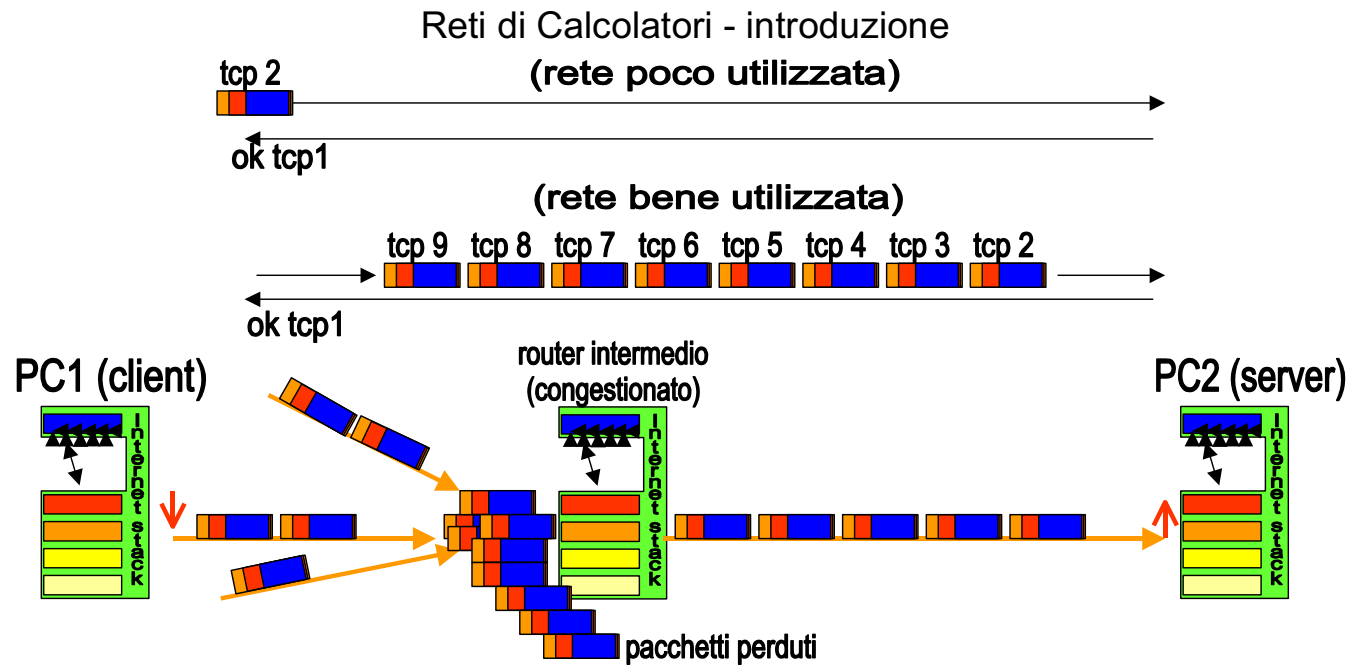 Reti di Calcolatori - introduzione
tcp 2
(rete poco utilizzata)
ok tcp1
(rete bene utilizzata)
tcp 9 tcp 8 tcp 7 tcp 6 tcp 5 tcp 4 tcp 3 tcp 2
ok tcp1
router intermedio
(congestionato)
PC1 (client)
PC2 (server)
Internet stack
Internet stack
Internet stack
pacchetti perduti